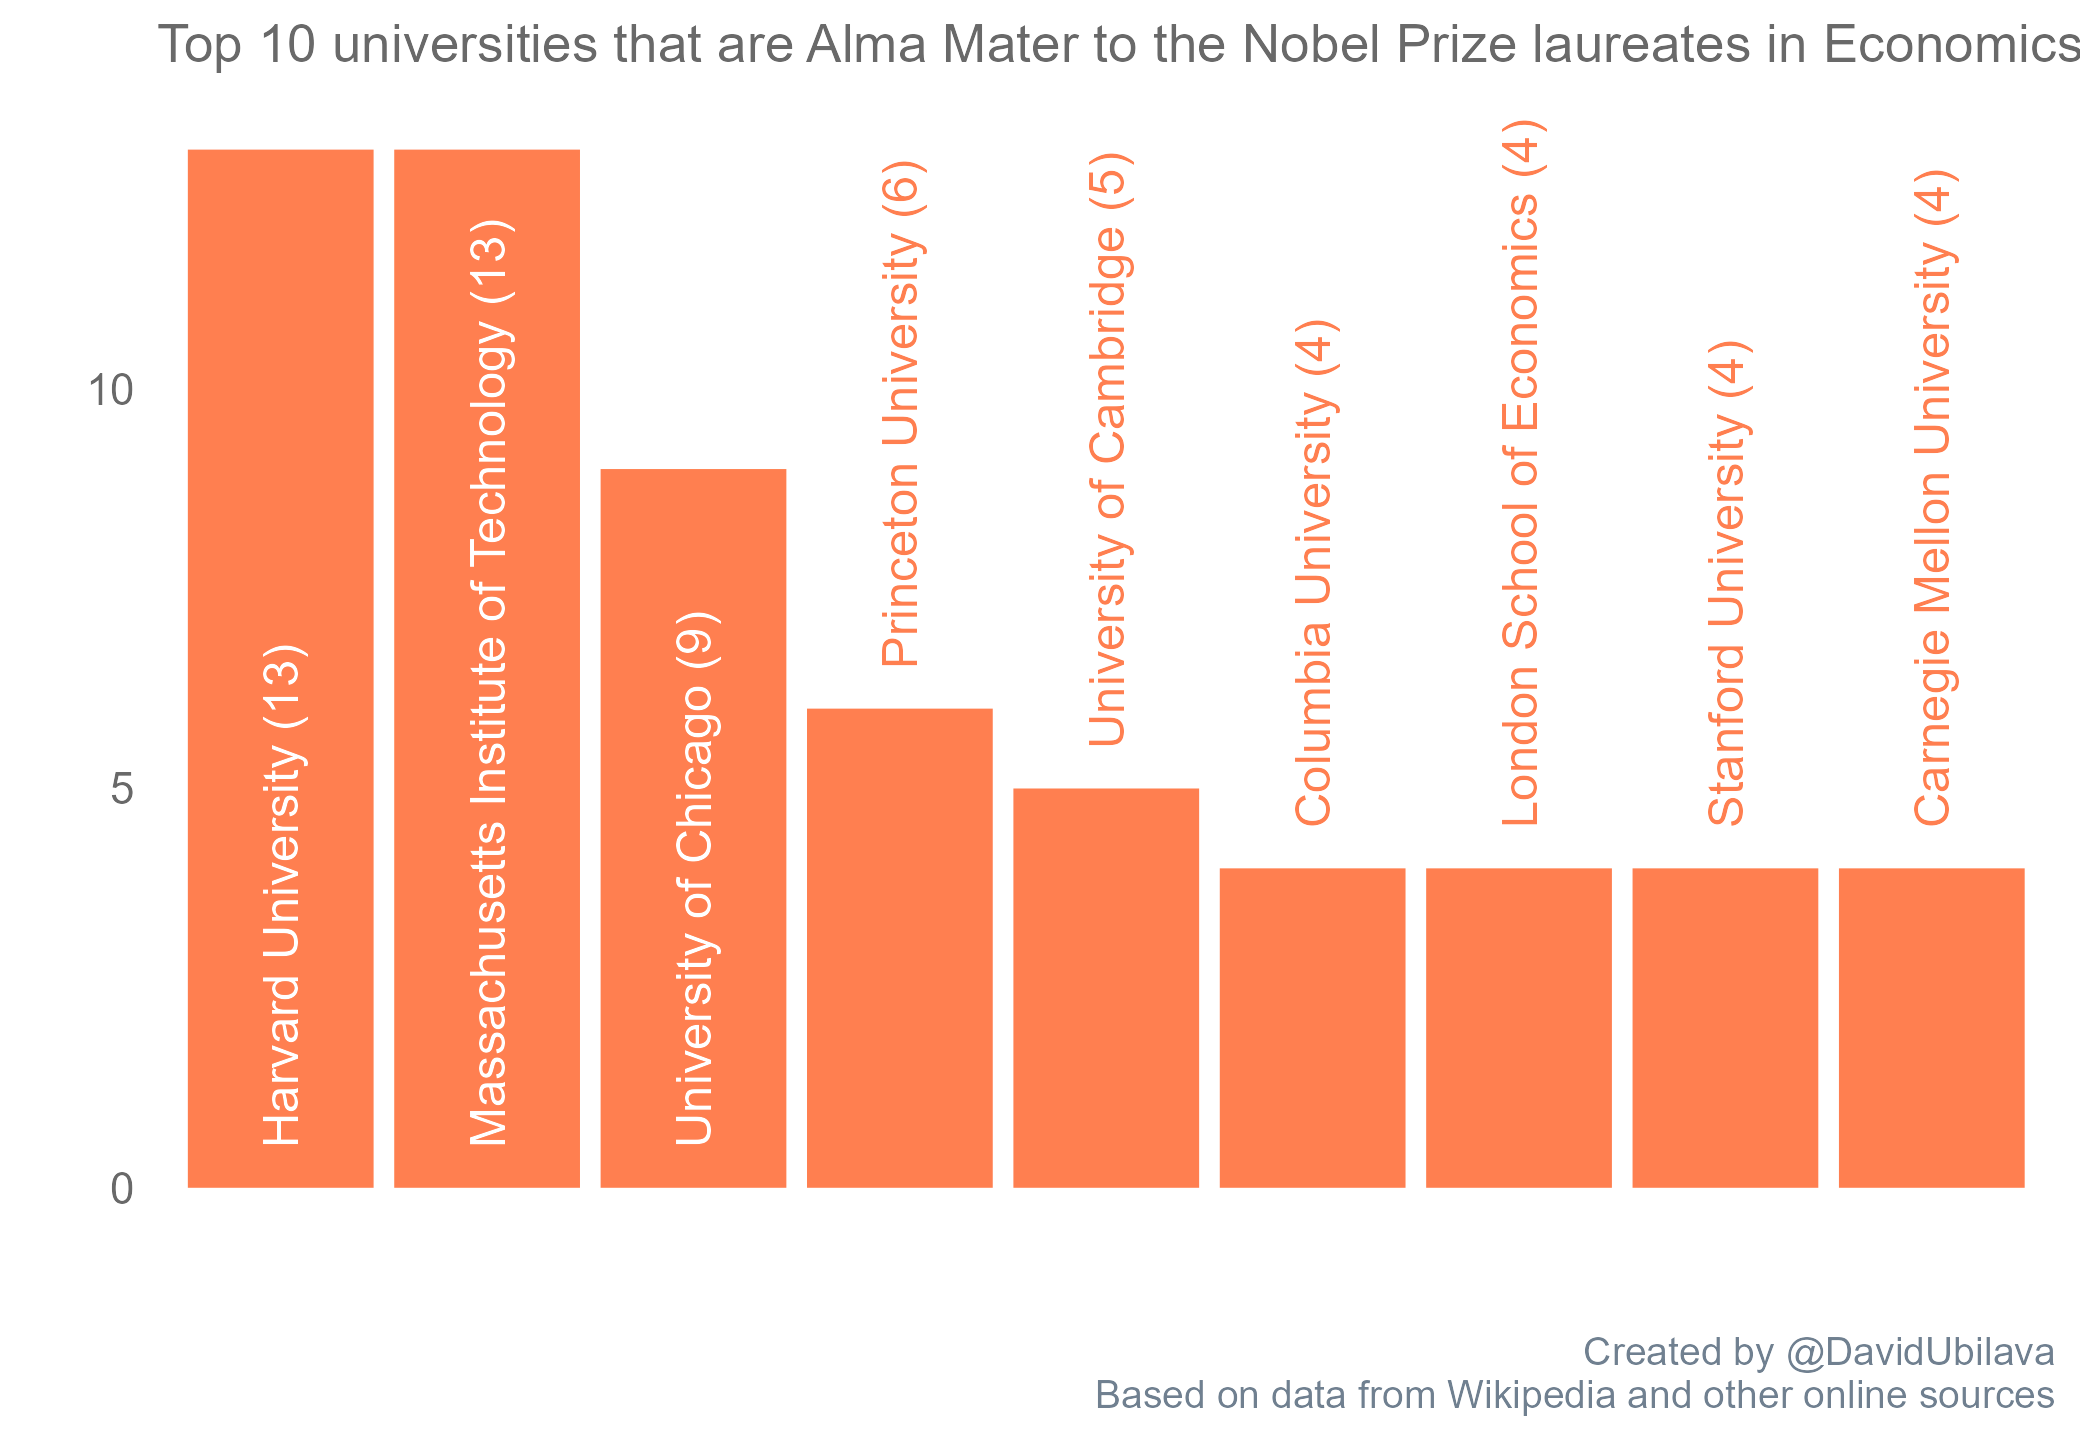 Top 10 universities that are Alma Mater to the Nobel Prize laureates in Economics
10
5
0
Harvard University (13)
Massachusetts Institute of Technology (13)
University of Chicago (9)
Princeton University (6)
University of Cambridge (5)
Columbia University (4)
London School of Economics (4)
Stanford University (4)
Carnegie Mellon University (4)
Created by @DavidUbilava
Based on data from Wikipedia and other online sources